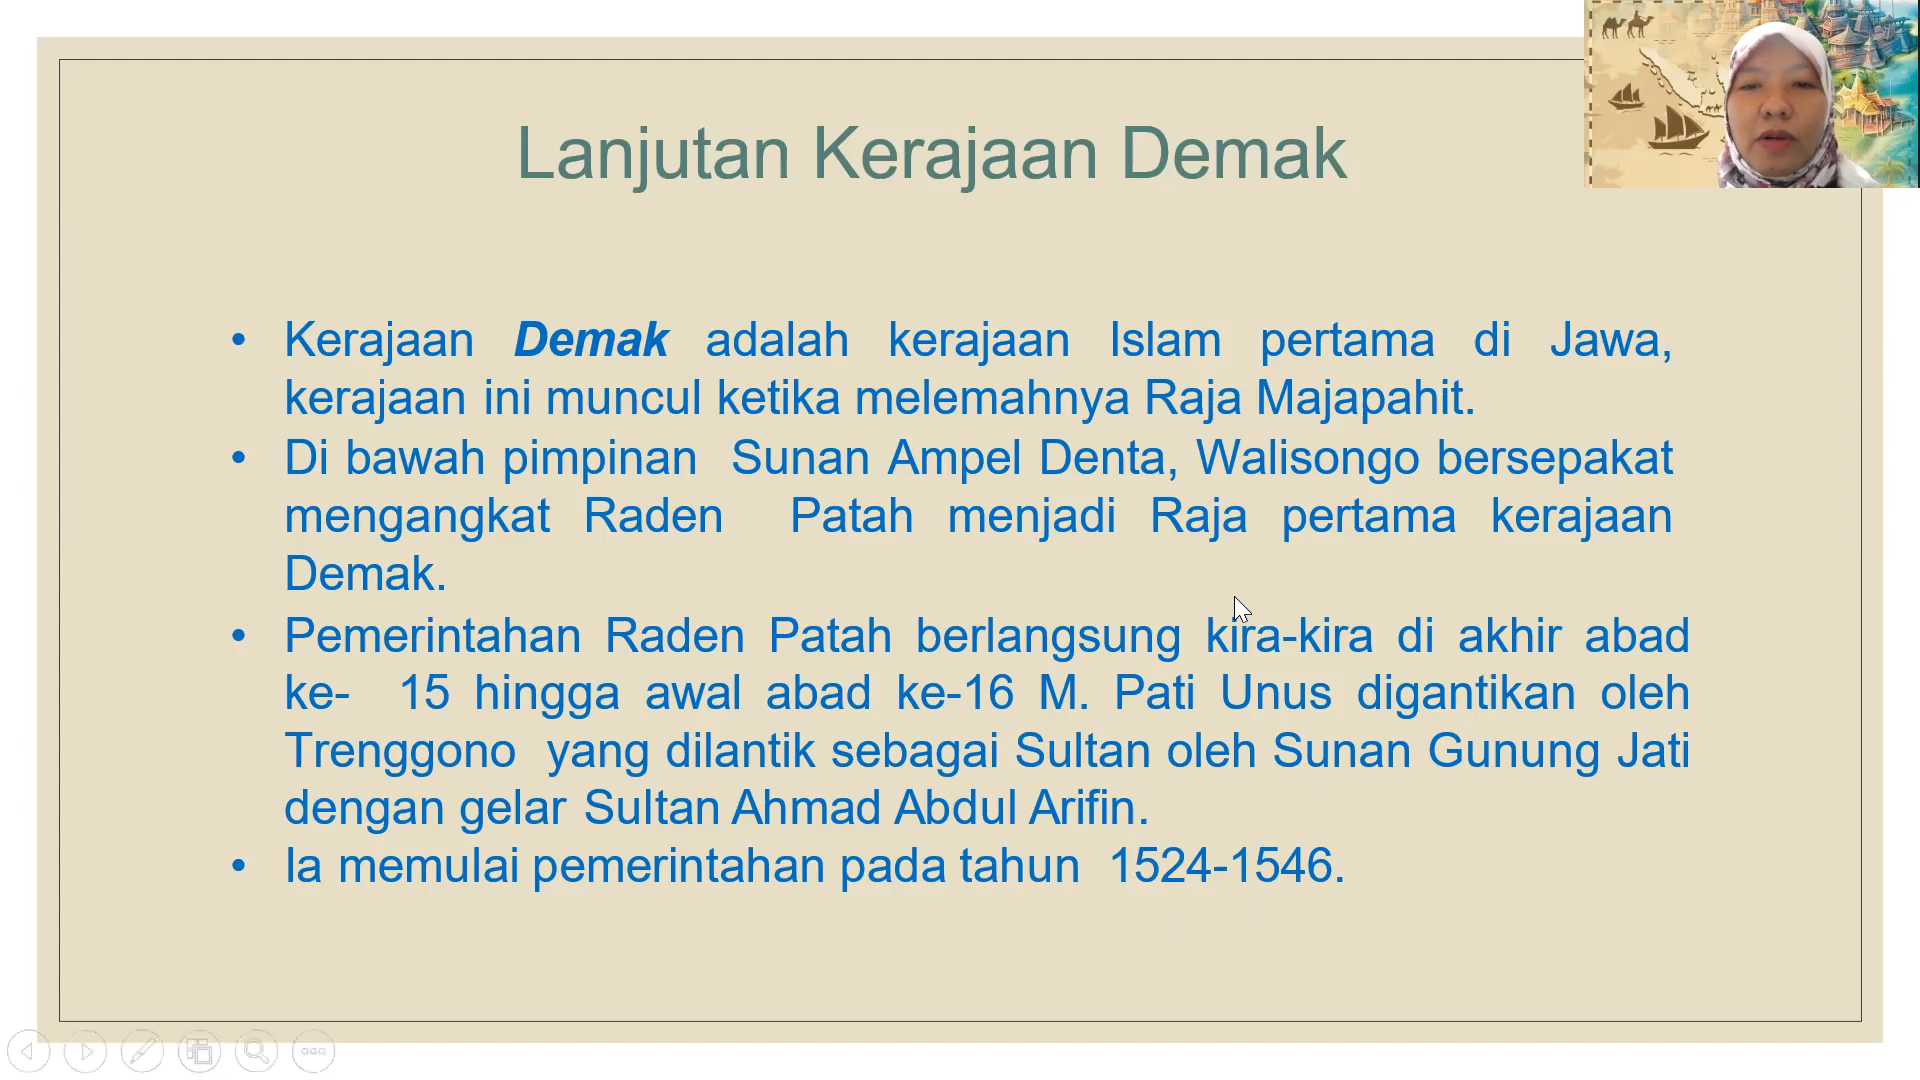 Lanjutan Kerajaan Demak
• Kerajaan Demak adalah kerajaan Islam pertama di Jawa,
kerajaan ini muncul ketika melemahnya Raja Majapahit.
• Di bawah pimpinan Sunan Ampel Denta, Walisongo bersepakat
mengangkat Raden Patah menjadi Raja pertama kerajaan
Demak.
• Pemerintahan Raden Patah berlangsung kira-kira di akhir abad
ke- 15 hingga awal abad ke-16 M. Pati Unus digantikan oleh
Trenggono yang dilantik sebagai Sultan oleh Sunan Gunung Jati
dengan gelar Sultan Ahmad Abdul Arifin.
• Ia memulai pemerintahan pada tahun 1524-1546.